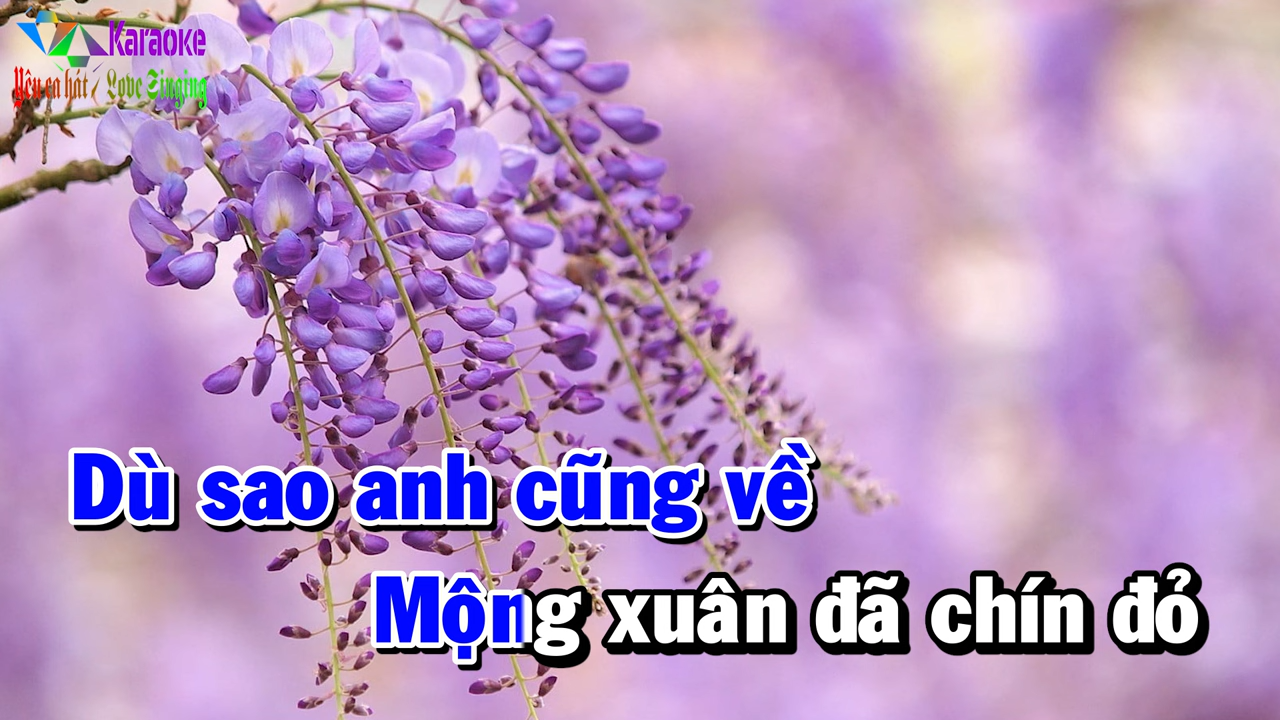 Karaoke
Yêu ca hát / Love Singing
Dù sao anh cũng về
Mộng xuân đã chín đỏ